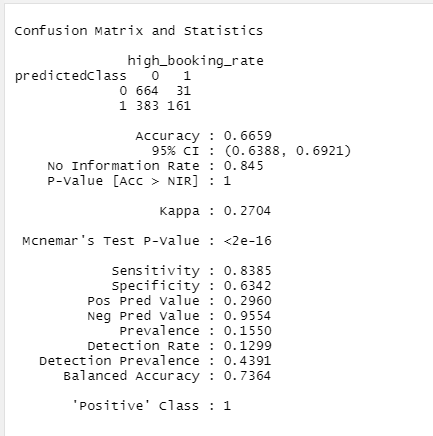 Confusion Matrix and Statistics
high_booking_rate
predictedClass 0 1
0 664 31
1 383 161
Accuracy : 0.6659
95% CI : (0.6388, 0.6921)
No Information Rate : 0.845
P-Value [Acc > NIR] : 1
Kappa : 0.2704
Mcnemar's Test P-Value : <2e-16
Sensitivity : 0.8385
Specificity : 0.6342
Pos Pred Value : 0.2960
Neg Pred Value : 0.9554
Prevalence : 0.1550
Detection Rate : 0.1299
Detection Prevalence : 0.4391
Balanced Accuracy : 0.7364
'Positive' Class : 1